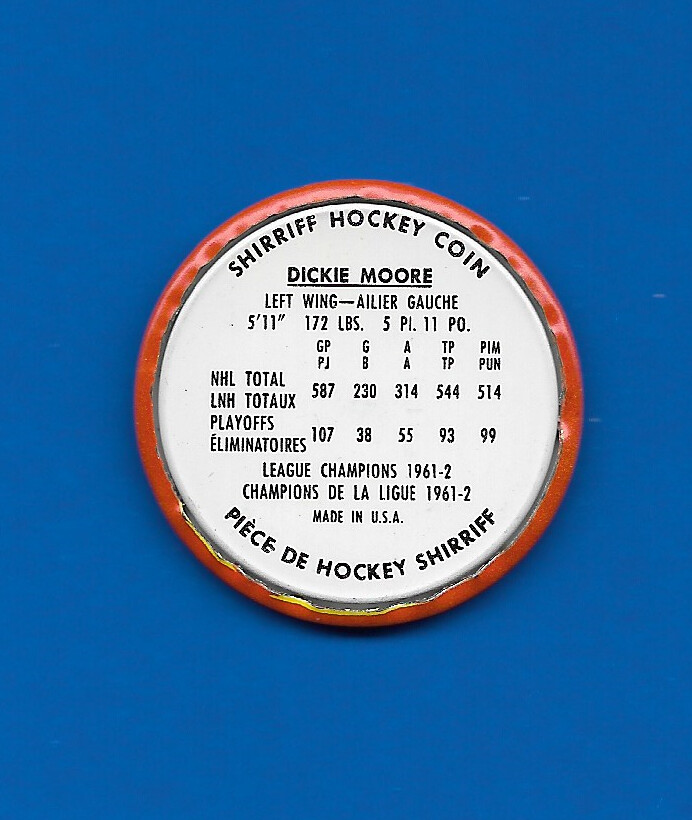 SHIRRIFF HOCKEY COIN
DICKIE MOORE
LEFT WING—AILIER GAUCHE
5'11" 172 LBS. 5 PI. 11 PO.
GP G A TP PIM
PJ B A TP PUN
NHL TOTAL
LNH TOTAUX 587 230 314 544 514
PLAYOFFS
ÉLIMINATOIRES 107 38 55 93 99
LEAGUE CHAMPIONS 1961-2
CHAMPIONS DE LA LIGUE 1961-2
MADE IN U.S.A.
PIÈCE DE HOCKEY SHIRRIFF